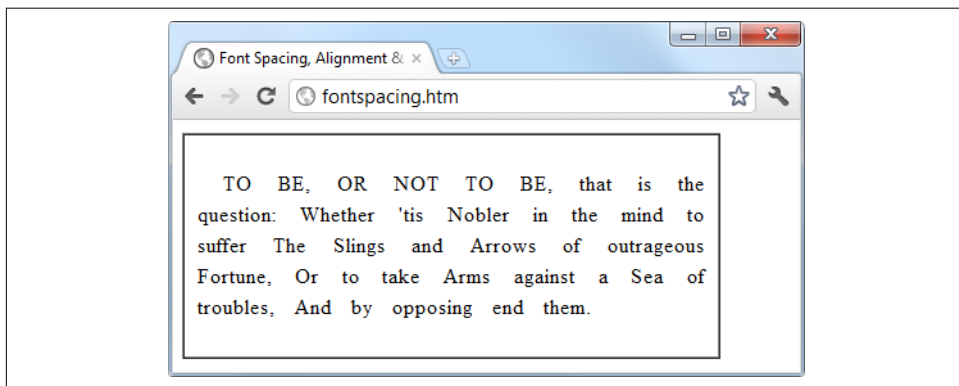 Font Spacing, Alignment &
fontspacing.htm
TO BE, OR NOT TO BE, that is the
question: Whether 'tis Nobler in the mind to
suffer The Slings and Arrows of outrageous
Fortune, Or to take Arms against a Sea of
troubles, And by opposing end them.